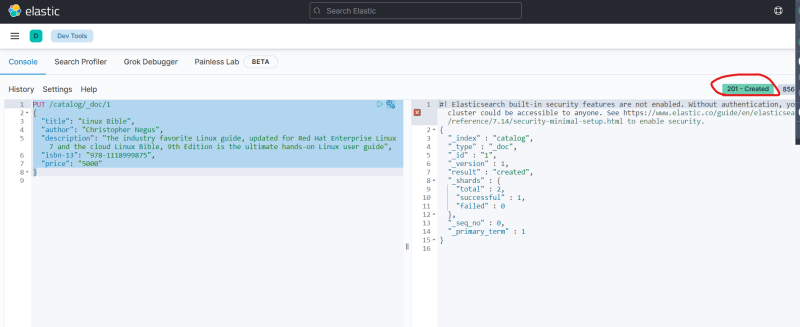 elastic
Search Elastic
D
Dev Tools
Console Search Profiler Grok Debugger Painless Lab BETA
History Settings Help
201 - Created
856
1 PUT /catalog/_doc/1
2 {
3 "title": "Linux Bible",
4 "author": "Christopher Negus",
5 "description": "The industry favorite Linux guide, updated for Red Hat Enterprise Linux
7 and the cloud Linux Bible, 9th Edition is the ultimate hands-on Linux user guide",
6 "isbn-13": "978-1118999875",
7 "price": "5000"
8 }
9
1 #! Elasticsearch built-in security features are not enabled. Without authentication, yo
cluster could be accessible to anyone. See https://www.elastic.co/guide/en/elasticsea
/reference/7.14/security-minimal-setup.html to enable security.
2 {
3 "_index" : "catalog",
4 "_type" : "_doc",
5 "_id" : "1",
6 "_version" : 1,
7 "result" : "created",
8 "_shards" : {
9 "total" : 2,
10 "successful" : 1,
11 "failed" : 0
12 },
13 "_seq_no" : 0,
14 "_primary_term" : 1
15 }
16